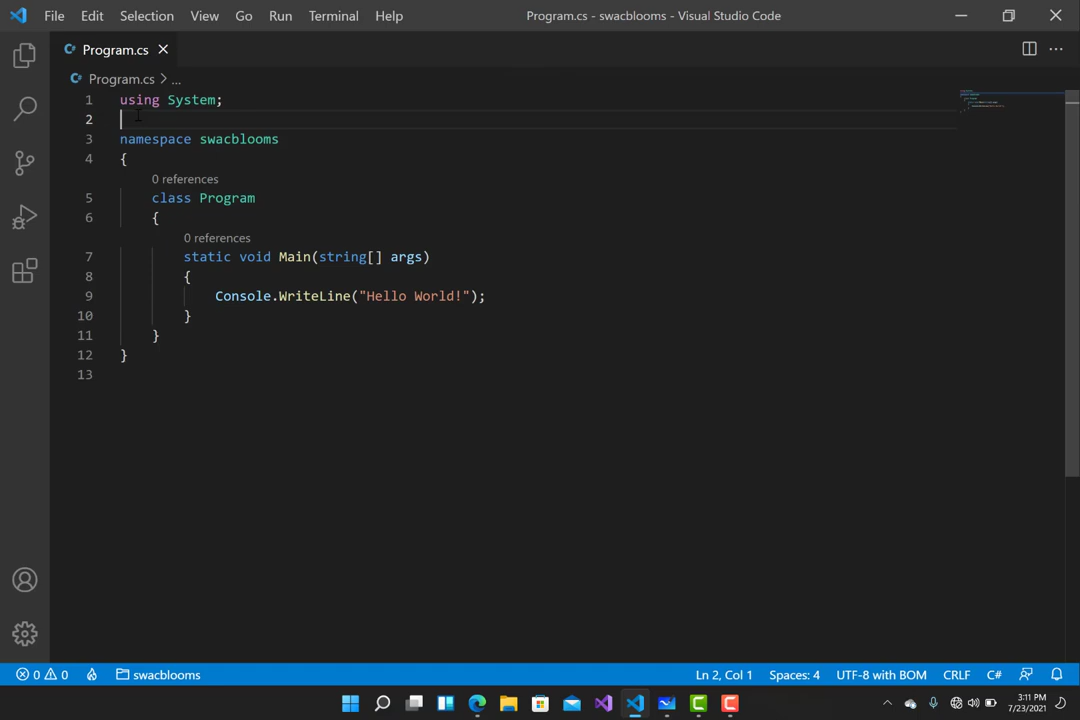 File Edit Selection View Go Run Terminal Help Program.cs - swacblooms - Visual Studio Code
Program.cs
Program.cs > ...
1 using System;
2
3 namespace swacblooms
4 {
0 references
5 class Program
6 {
0 references
7 static void Main(string[] args)
8 {
9 Console.WriteLine("Hello World!");
10 }
11 }
12 }
13
0 0 swacblooms Ln 2, Col 1 Spaces: 4 UTF-8 with BOM CRLF C#
3:11 PM
7/23/2021